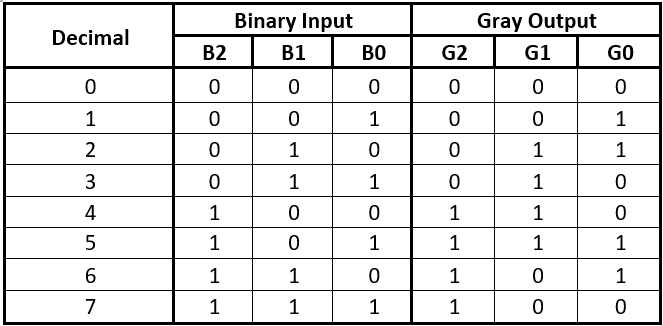 Decimal Binary Input Gray Output
B2 B1 B0 G2 G1 G0
0 0 0 0 0 0 0
1 0 0 1 0 0 1
2 0 1 0 0 1 1
3 0 1 1 0 1 0
4 1 0 0 1 1 0
5 1 0 1 1 1 1
6 1 1 0 1 0 1
7 1 1 1 1 0 0